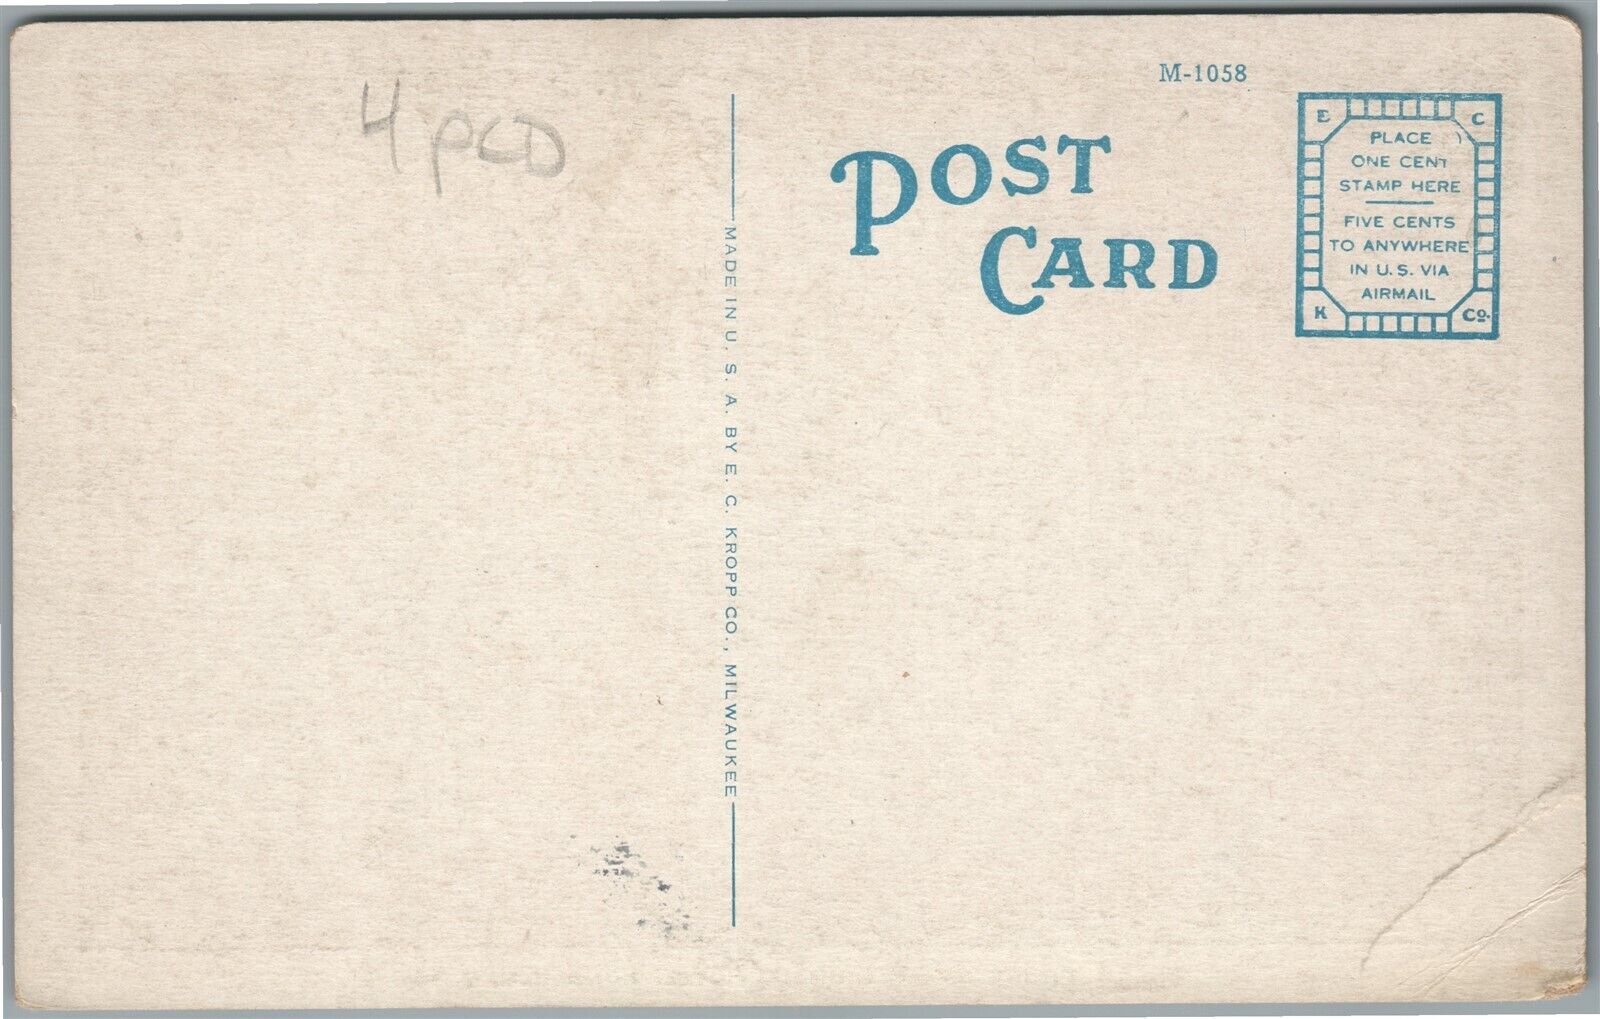 4 PCD
M-1058
POST
CARD
E C
PLACE
ONE CENT
STAMP HERE
FIVE CENTS
TO ANYWHERE
IN U.S. VIA
AIRMAIL
K Co.
MADE IN U. S. A. BY E. C. KROPP CO., MILWAUKEE